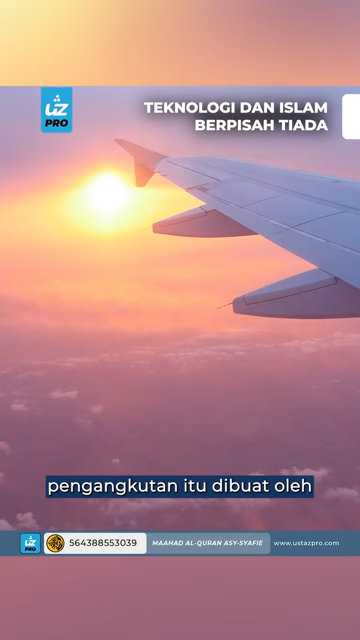 UZ
PRO
TEKNOLOGI DAN ISLAM
BERPISAH TIADA
pengangkutan itu dibuat oleh
UZ
PRO
564388553039
MAAHAD AL-QURAN ASY-SYAFIE
www.ustazpro.com